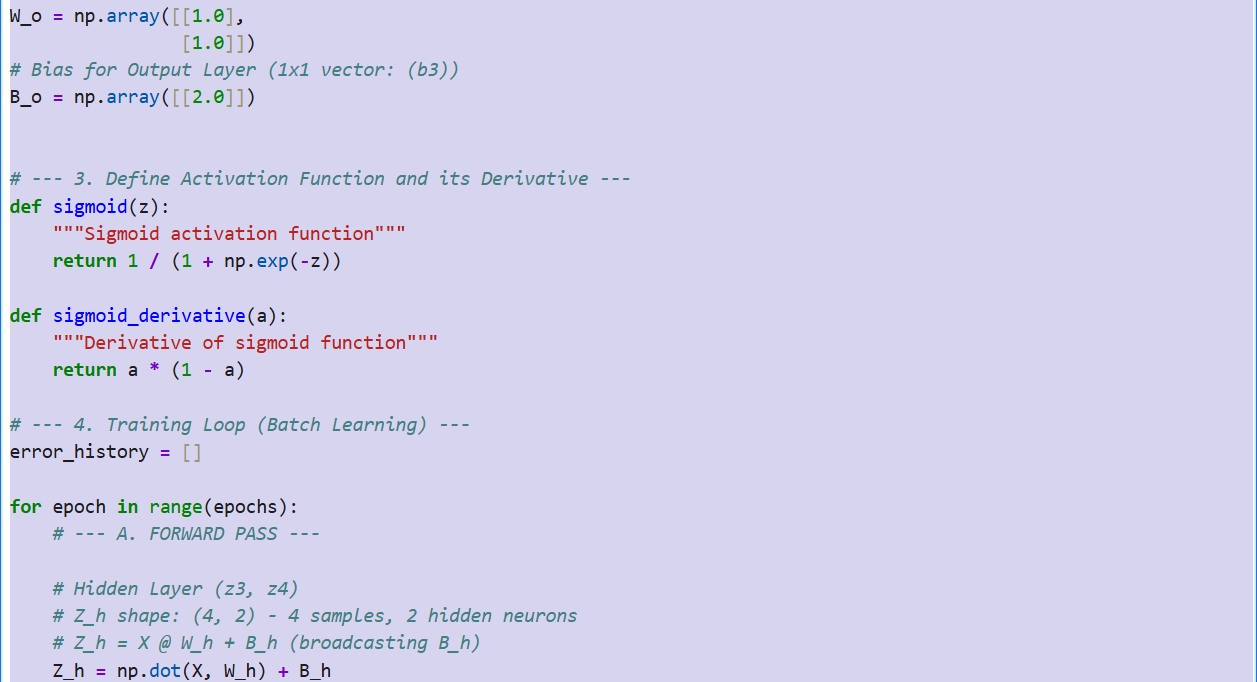 W_o = np.array([[1.0],
                [1.0]])
# Bias for Output Layer (1x1 vector: (b3))
B_o = np.array([[2.0]])


# --- 3. Define Activation Function and its Derivative ---
def sigmoid(z):
    """Sigmoid activation function"""
    return 1 / (1 + np.exp(-z))

def sigmoid_derivative(a):
    """Derivative of sigmoid function"""
    return a * (1 - a)

# --- 4. Training Loop (Batch Learning) ---
error_history = []

for epoch in range(epochs):
    # --- A. FORWARD PASS ---

    # Hidden Layer (z3, z4)
    # Z_h shape: (4, 2) - 4 samples, 2 hidden neurons
    # Z_h = X @ W_h + B_h (broadcasting B_h)
    Z_h = np.dot(X, W_h) + B_h